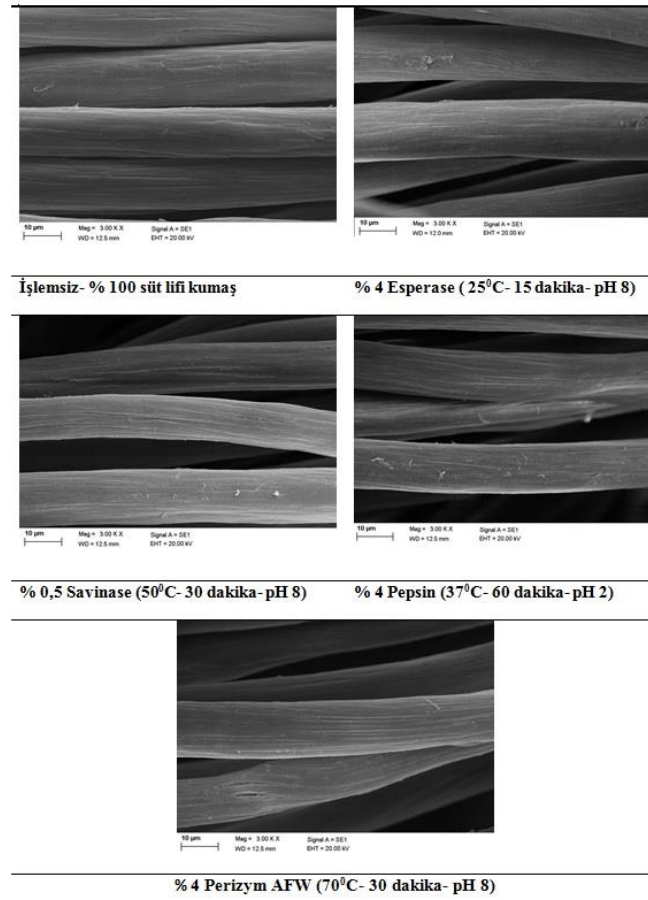 10 µm Mag = 3.00 K X Signal A = SE1
WD = 12.5 mm EHT = 20.00 kV
10 µm Mag = 3.00 K X Signal A = SE1
WD = 12.0 mm EHT = 20.00 kV
İşlemsiz- % 100 süt lifi kumaş
% 4 Esperase ( 25⁰C- 15 dakika- pH 8)
10 µm Mag = 3.00 K X Signal A = SE1
WD = 12.5 mm EHT = 20.00 kV
10 µm Mag = 3.00 K X Signal A = SE1
WD = 12.5 mm EHT = 20.00 kV
% 0,5 Savinase (50⁰C- 30 dakika- pH 8)
% 4 Pepsin (37⁰C- 60 dakika- pH 2)
10 µm Mag = 3.00 K X Signal A = SE1
WD = 12.5 mm EHT = 20.00 kV
% 4 Perizym AFW (70⁰C- 30 dakika- pH 8)